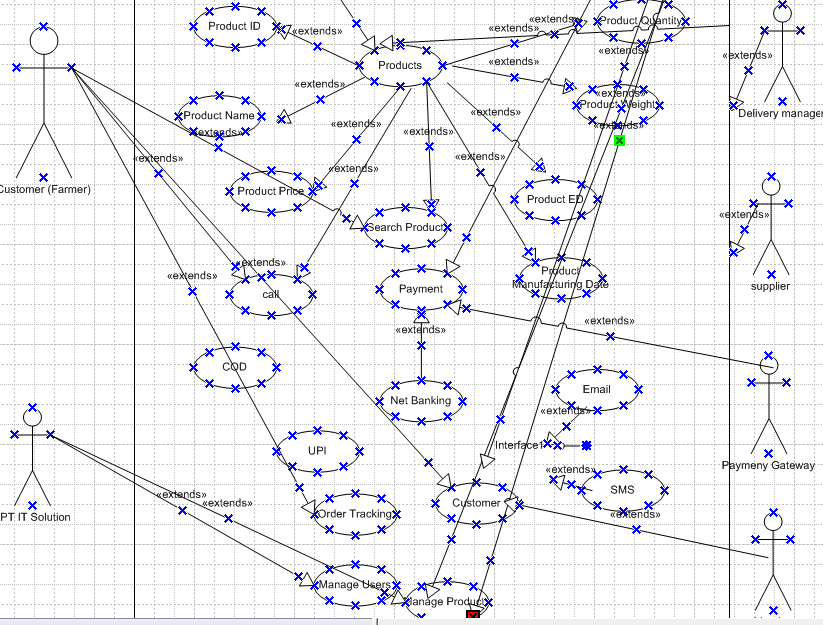 Product ID
«extends»
«extends»
«extends»
Product Quantity
«extends»
«extends»
Products
«extends»
«extends»
«extends»
Product Weight
Delivery manager
Product Name
«extends»
«extends»
«extends»
«extends»
«extends»
«extends»
Customer (Farmer)
Product Price
Product ED
Search Product
«extends»
supplier
«extends»
call
«extends»
Payment
Product
Manufacturing Date
«extends»
«extends»
COD
Net Banking
Email
«extends»
UPI
Interface1
«extends»
Paymeny Gateway
«extends»
«extends»
SMS
Customer
Order Tracking
«extends»
PT IT Solution
Manage Users
Manage Product